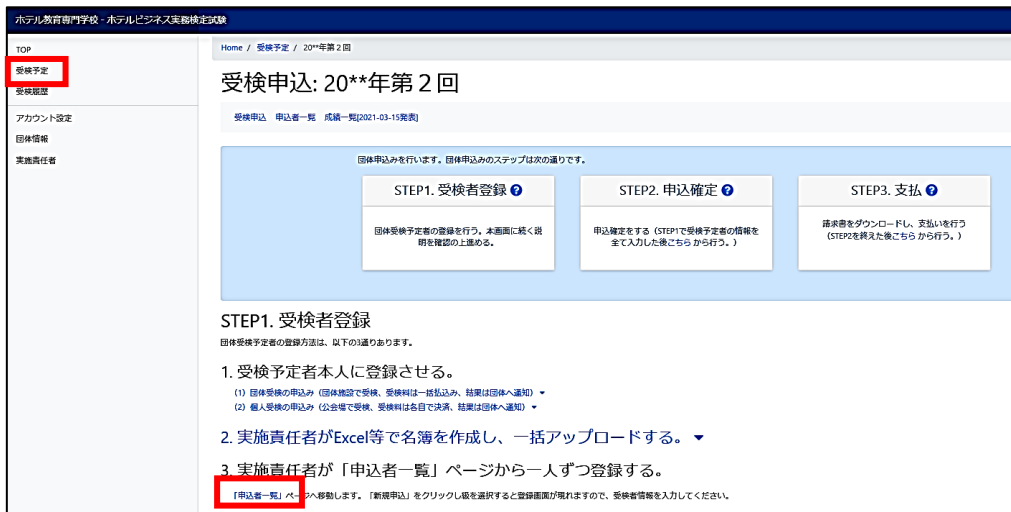 ホテル教育専門学校 - ホテルビジネス実務検定試験
TOP
受検予定
受検履歴
アカウント設定
団体情報
実施責任者
Home / 受検予定 / 20**年第2回
受検申込: 20**年第2回
受検申込 申込者一覧 成績一覧[2021-03-15発表]
団体申込みを行います。団体申込みのステップは次の通りです。
STEP1. 受検者登録
団体受検予定者の登録を行う。本画面に続く説
明を確認の上進める。
STEP2. 申込確定
申込確定をする（STEP1で受検予定者の情報を
全て入力した後こちら から行う。）
STEP3. 支払
請求書をダウンロードし、支払いを行う
（STEP2を終えた後こちら から行う。）
STEP1. 受検者登録
団体受検予定者の登録方法は、以下の3通りあります。
1. 受検予定者本人に登録させる。
（1）団体受検の申込み（団体施設で受検、受検料は一括払込み、結果は団体へ通知）
（2）個人受検の申込み（公会場で受検、受検料は各自で決済、結果は団体へ通知）
2. 実施責任者がExcel等で名簿を作成し、一括アップロードする。
3. 実施責任者が「申込者一覧」ページから一人ずつ登録する。
「申込者一覧」ページへ移動します。「新規申込」をクリックし級を選択すると登録画面が現れますので、受検者情報を入力してください。